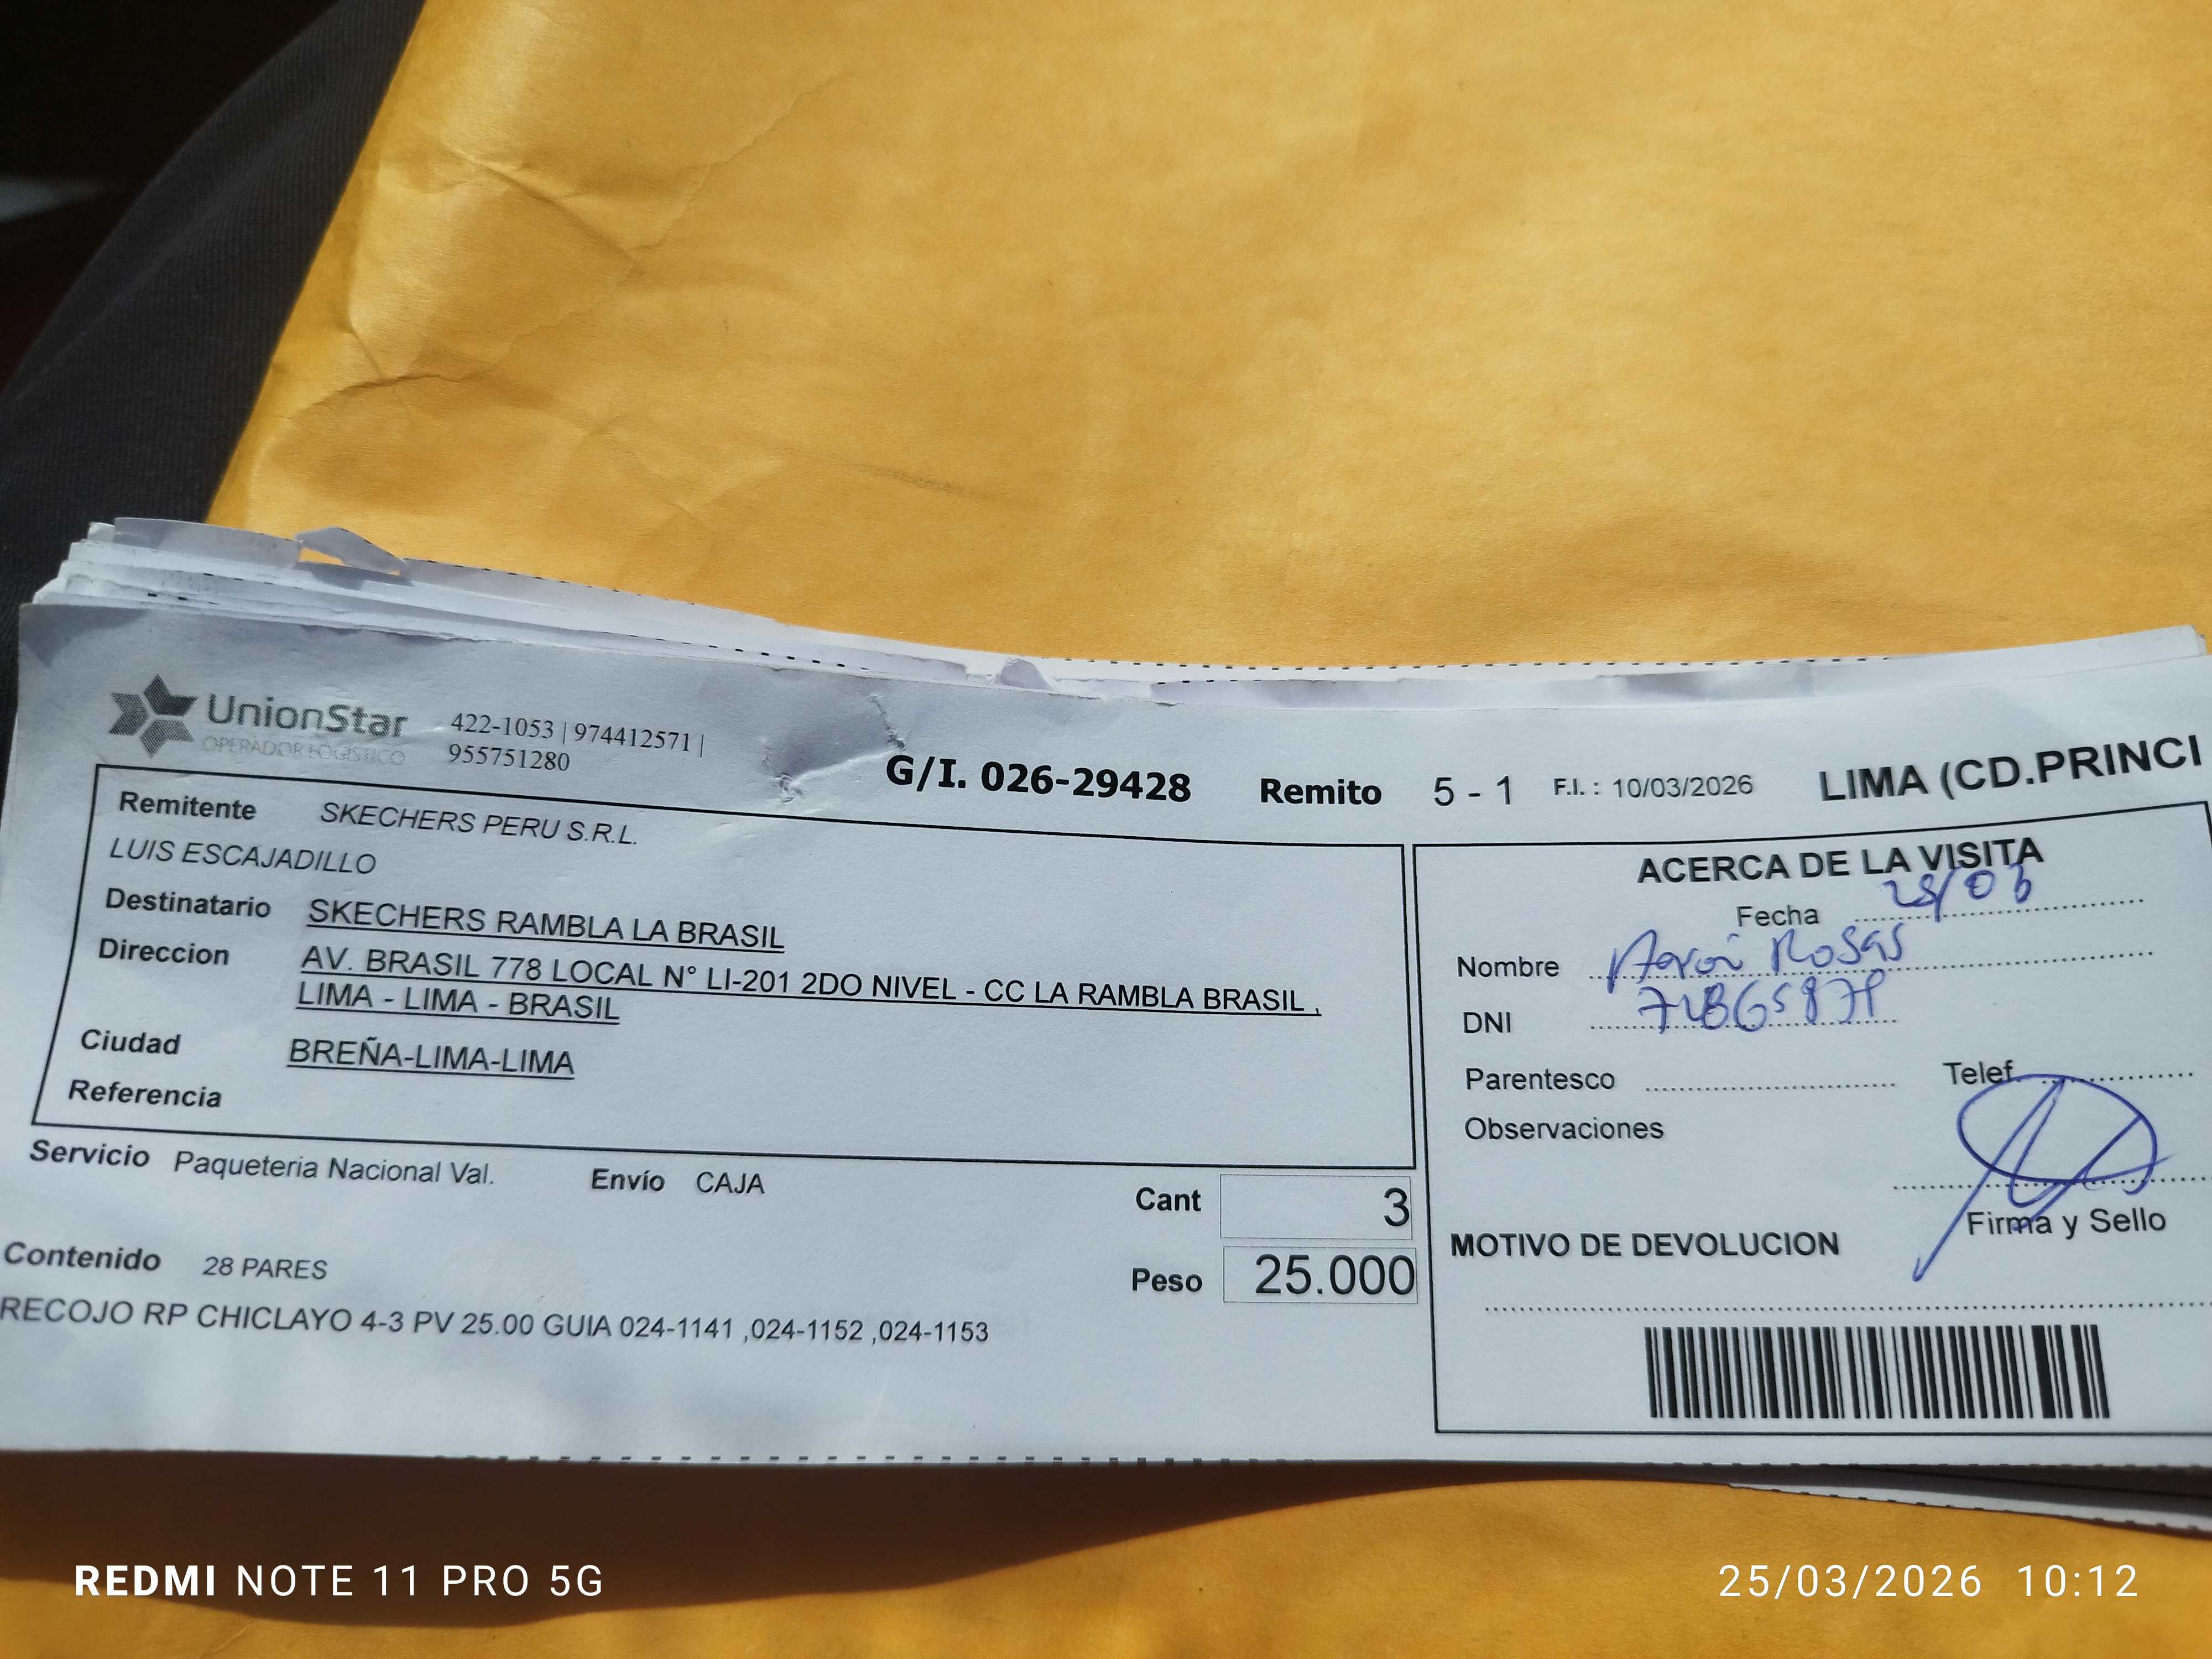 UnionStar
OPERADOR LOGISTICO
422-1053 | 974412571 |
955751280
G/I. 026-29428 Remito 5 - 1 F.I. : 10/03/2026 LIMA (CD.PRINCI
Remitente SKECHERS PERU S.R.L.
LUIS ESCAJADILLO
Destinatario SKECHERS RAMBLA LA BRASIL
Direccion AV. BRASIL 778 LOCAL N° LI-201 2DO NIVEL - CC LA RAMBLA BRASIL ,
LIMA - LIMA - BRASIL
Ciudad BREÑA-LIMA-LIMA
Referencia
Servicio Paqueteria Nacional Val. Envío CAJA
Cant 3
Contenido 28 PARES
Peso 25.000
RECOJO RP CHICLAYO 4-3 PV 25.00 GUIA 024-1141 ,024-1152 ,024-1153
ACERCA DE LA VISITA
Fecha
Nombre Rosas
DNI
Parentesco Telef.
Observaciones
Firma y Sello
MOTIVO DE DEVOLUCION
REDMI NOTE 11 PRO 5G
25/03/2026 10:12